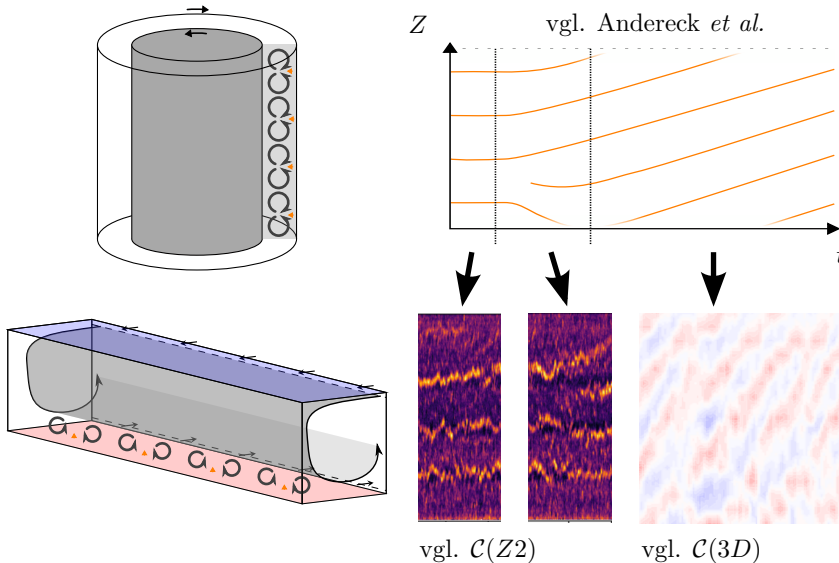 Z
vgl. Andereck et al.
t
vgl. C(Z2)
vgl. C(3D)